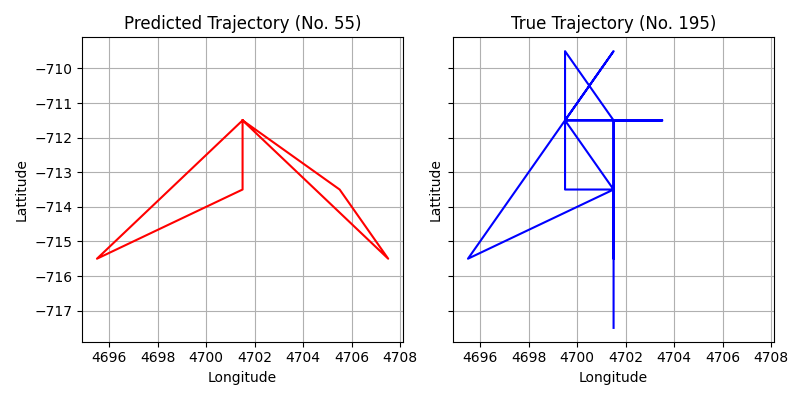 Predicted Trajectory (No. 55)
True Trajectory (No. 195)
−710
−711
−712
−713
−714
−715
−716
−717
Lattitude
Lattitude
4696 4698 4700 4702 4704 4706 4708
4696 4698 4700 4702 4704 4706 4708
Longitude
Longitude